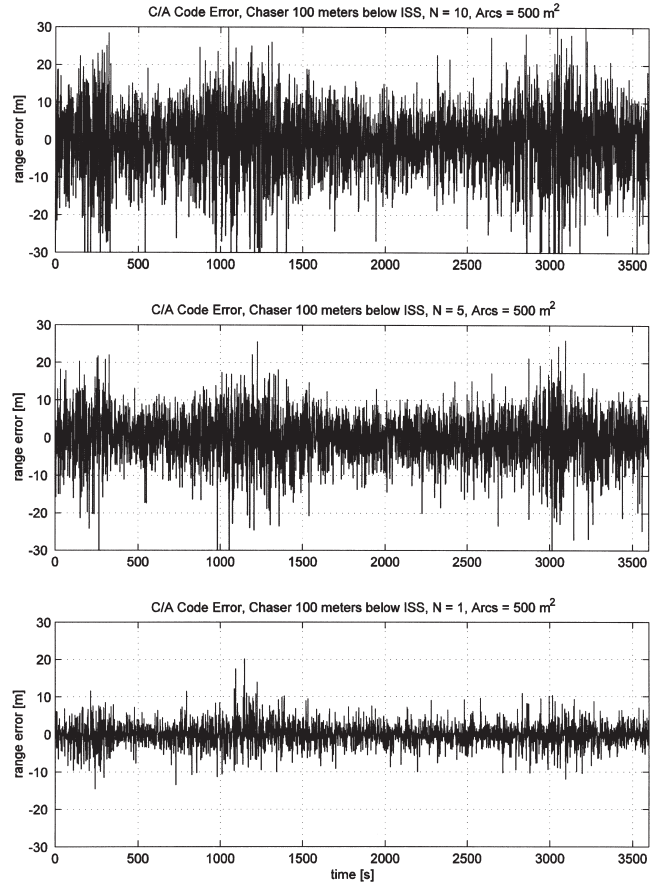 C/A Code Error, Chaser 100 meters below ISS, N = 10, Arcs = 500 m²
30
20
10
0
-10
-20
-30
range error [m]
0 500 1000 1500 2000 2500 3000 3500
C/A Code Error, Chaser 100 meters below ISS, N = 5, Arcs = 500 m²
30
20
10
0
-10
-20
-30
range error [m]
0 500 1000 1500 2000 2500 3000 3500
C/A Code Error, Chaser 100 meters below ISS, N = 1, Arcs = 500 m²
30
20
10
0
-10
-20
-30
range error [m]
0 500 1000 1500 2000 2500 3000 3500
time [s]